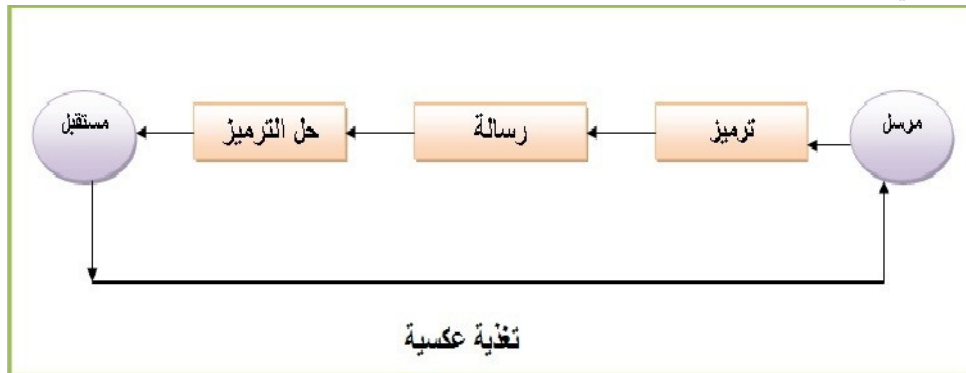 مرسل
ترميز
رسالة
حل الترميز
مستقبل
تغذية عكسية